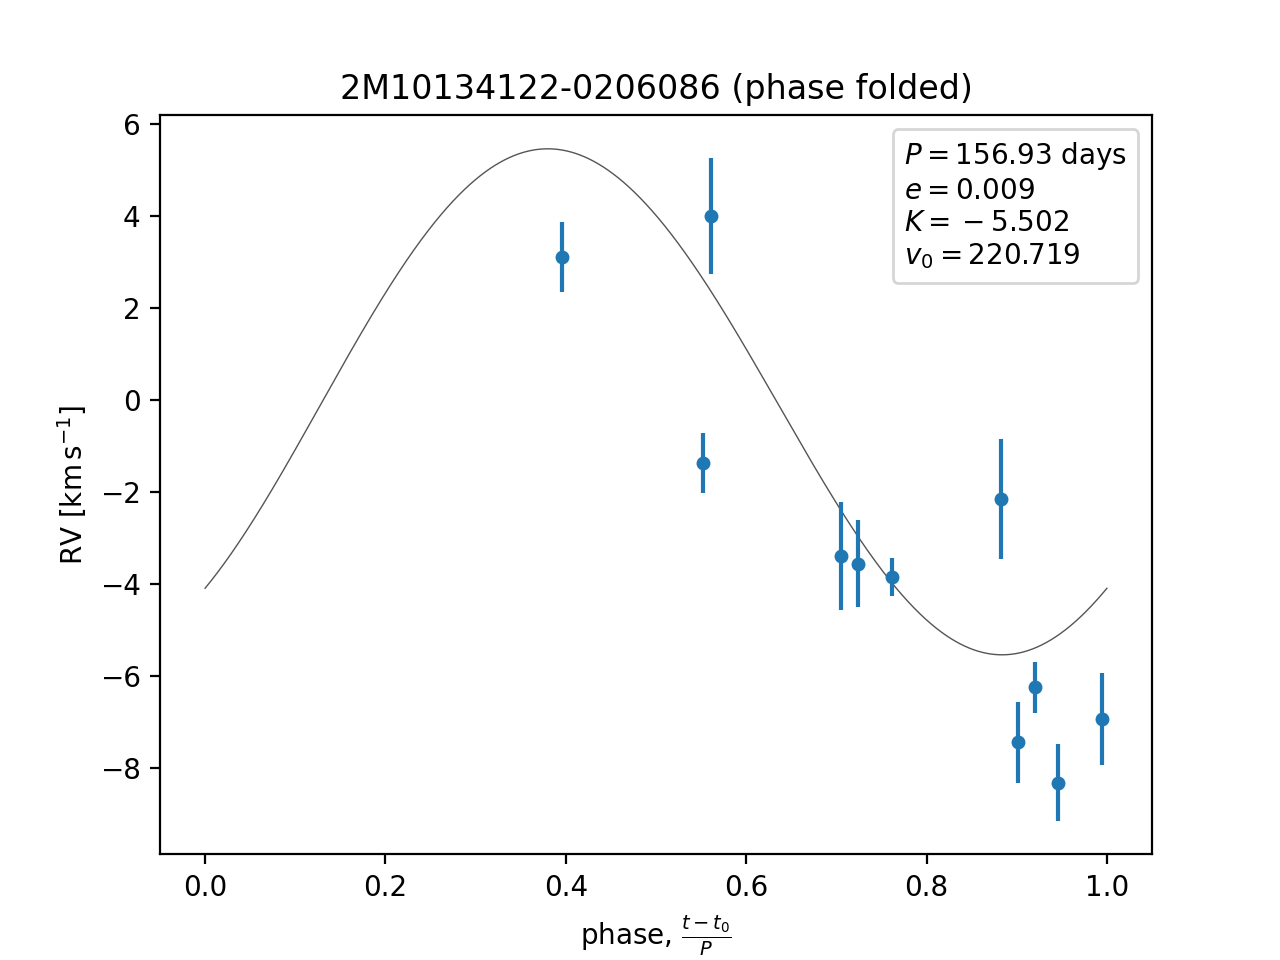 2M10134122-0206086 (phase folded)
6
4
2
0
−2
−4
−6
−8
RV [km s⁻¹]
P = 156.93 days
e = 0.009
K = −5.502
v₀ = 220.719
0.0 0.2 0.4 0.6 0.8 1.0
phase, (t − t₀)/P